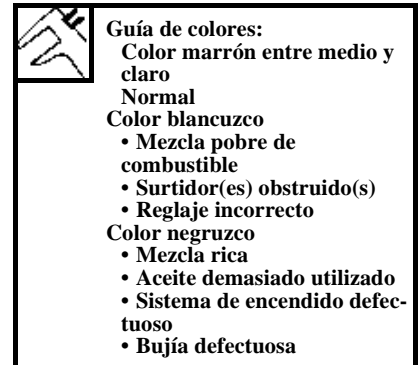 Guía de colores:
Color marrón entre medio y
claro
Normal
Color blancuzco
• Mezcla pobre de
combustible
• Surtidor(es) obstruido(s)
• Reglaje incorrecto
Color negruzco
• Mezcla rica
• Aceite demasiado utilizado
• Sistema de encendido defec-
tuoso
• Bujía defectuosa